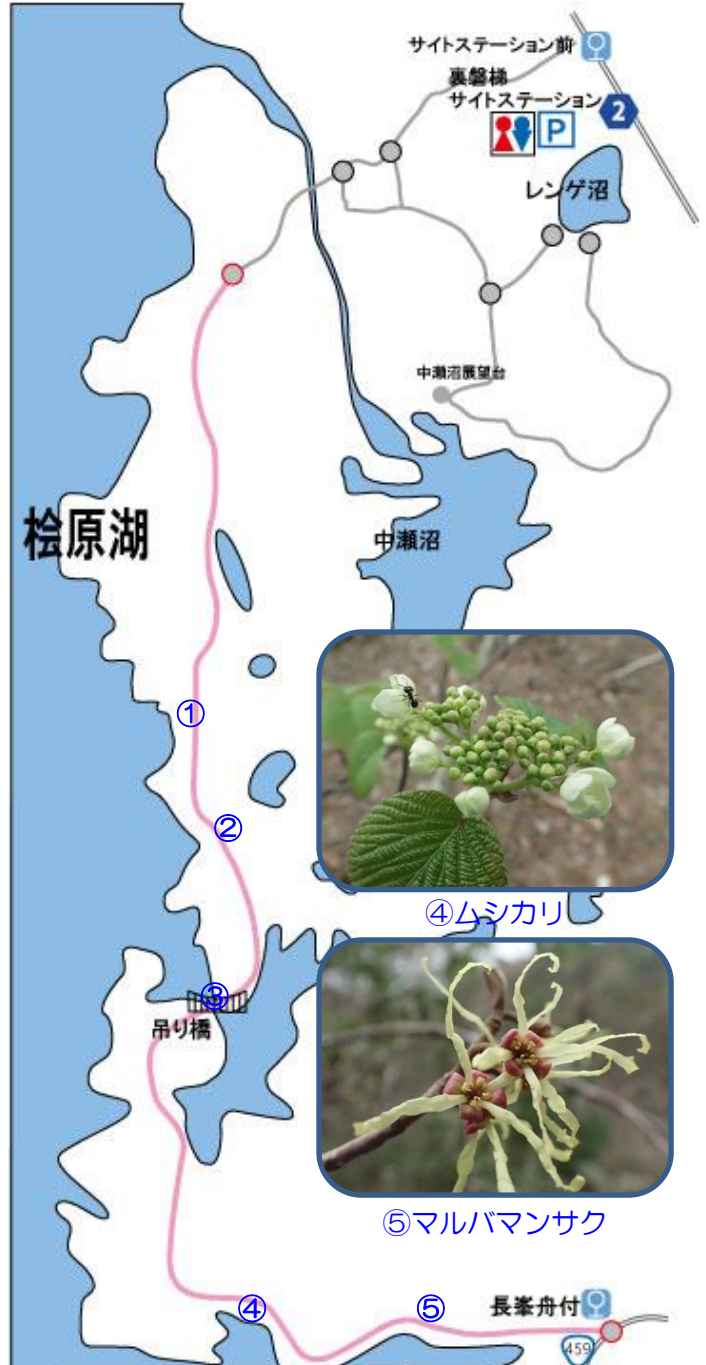 サイトステーション前
裏磐梯
サイトステーション
2
P
レンゲ沼
中瀬沼展望台
桧原湖
中瀬沼
①
②
④ムシカリ
③
吊り橋
⑤マルバマンサク
④
⑤
長峯舟付
459